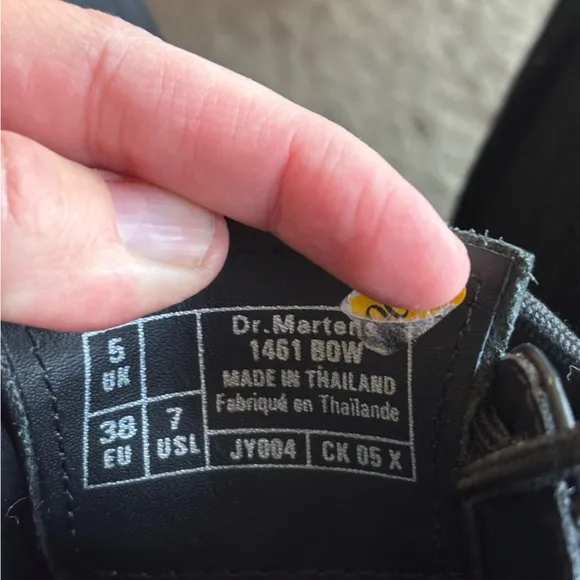 Dr.Martens
5
UK
1461 BOW
MADE IN THAILAND
Fabriqué en Thaïlande
38
EU
7
USL
JY004
CK 05 X